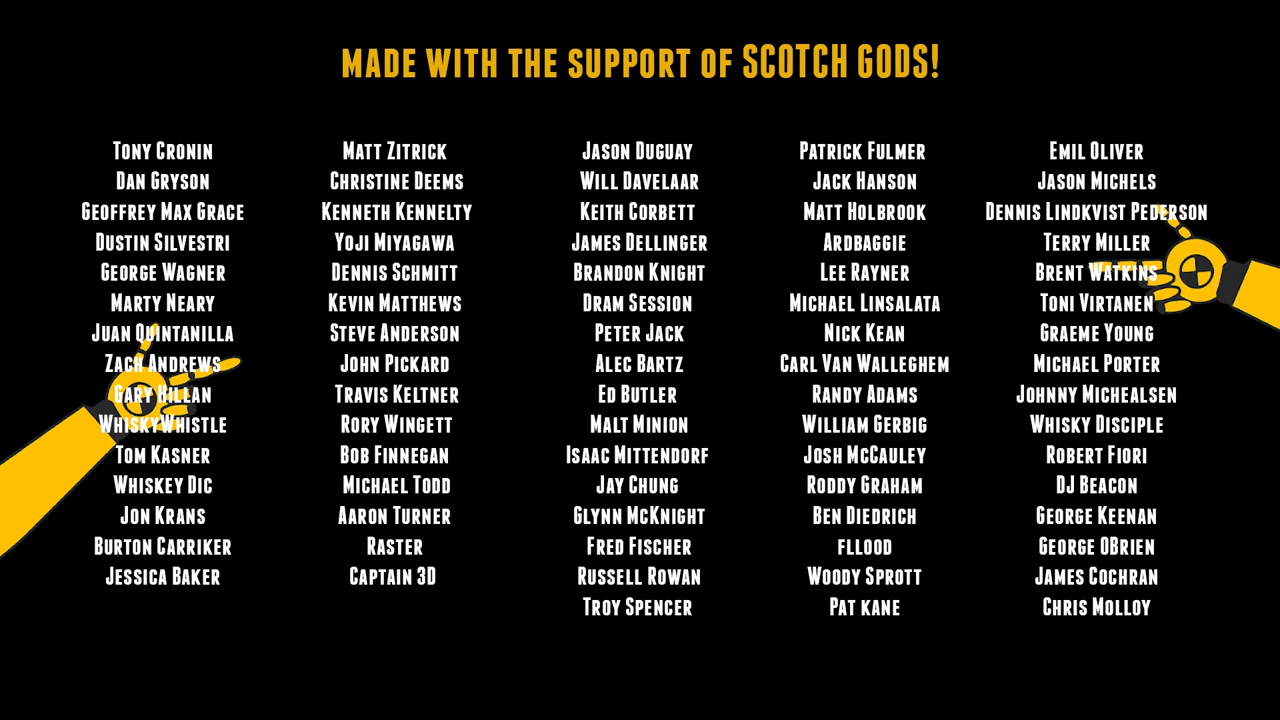 MADE WITH THE SUPPORT OF SCOTCH GODS!
Tony Cronin
Dan Gryson
Geoffrey Max Grace
Dustin Silvestri
George Wagner
Marty Neary
Juan Quintanilla
Zach Andrews
Gary Hillan
WhiskyWhistle
Tom Kasner
Whiskey Dic
Jon Krans
Burton Carriker
Jessica Baker
Matt Zitrick
Christine Deems
Kenneth Kennelty
Yoji Miyagawa
Dennis Schmitt
Kevin Matthews
Steve Anderson
John Pickard
Travis Keltner
Rory Wingett
Bob Finnegan
Michael Todd
Aaron Turner
Raster
Captain 3D
Jason Duguay
Will Davelaar
Keith Corbett
James Dellinger
Brandon Knight
Dram Session
Peter Jack
Alec Bartz
Ed Butler
Malt Minion
Isaac Mittendorf
Jay Chung
Glynn McKnight
Fred Fischer
Russell Rowan
Troy Spencer
Patrick Fulmer
Jack Hanson
Matt Holbrook
Ardbaggie
Lee Rayner
Michael Linsalata
Nick Kean
Carl Van Walleghem
Randy Adams
William Gerbig
Josh McCauley
Roddy Graham
Ben Diedrich
fllood
Woody Sprott
Pat kane
Emil Oliver
Jason Michels
Dennis Lindkvist Pederson
Terry Miller
Brent Watkins
Toni Virtanen
Graeme Young
Michael Porter
Johnny Michealsen
Whisky Disciple
Robert Fiori
DJ Beacon
George Keenan
George OBrien
James Cochran
Chris Molloy